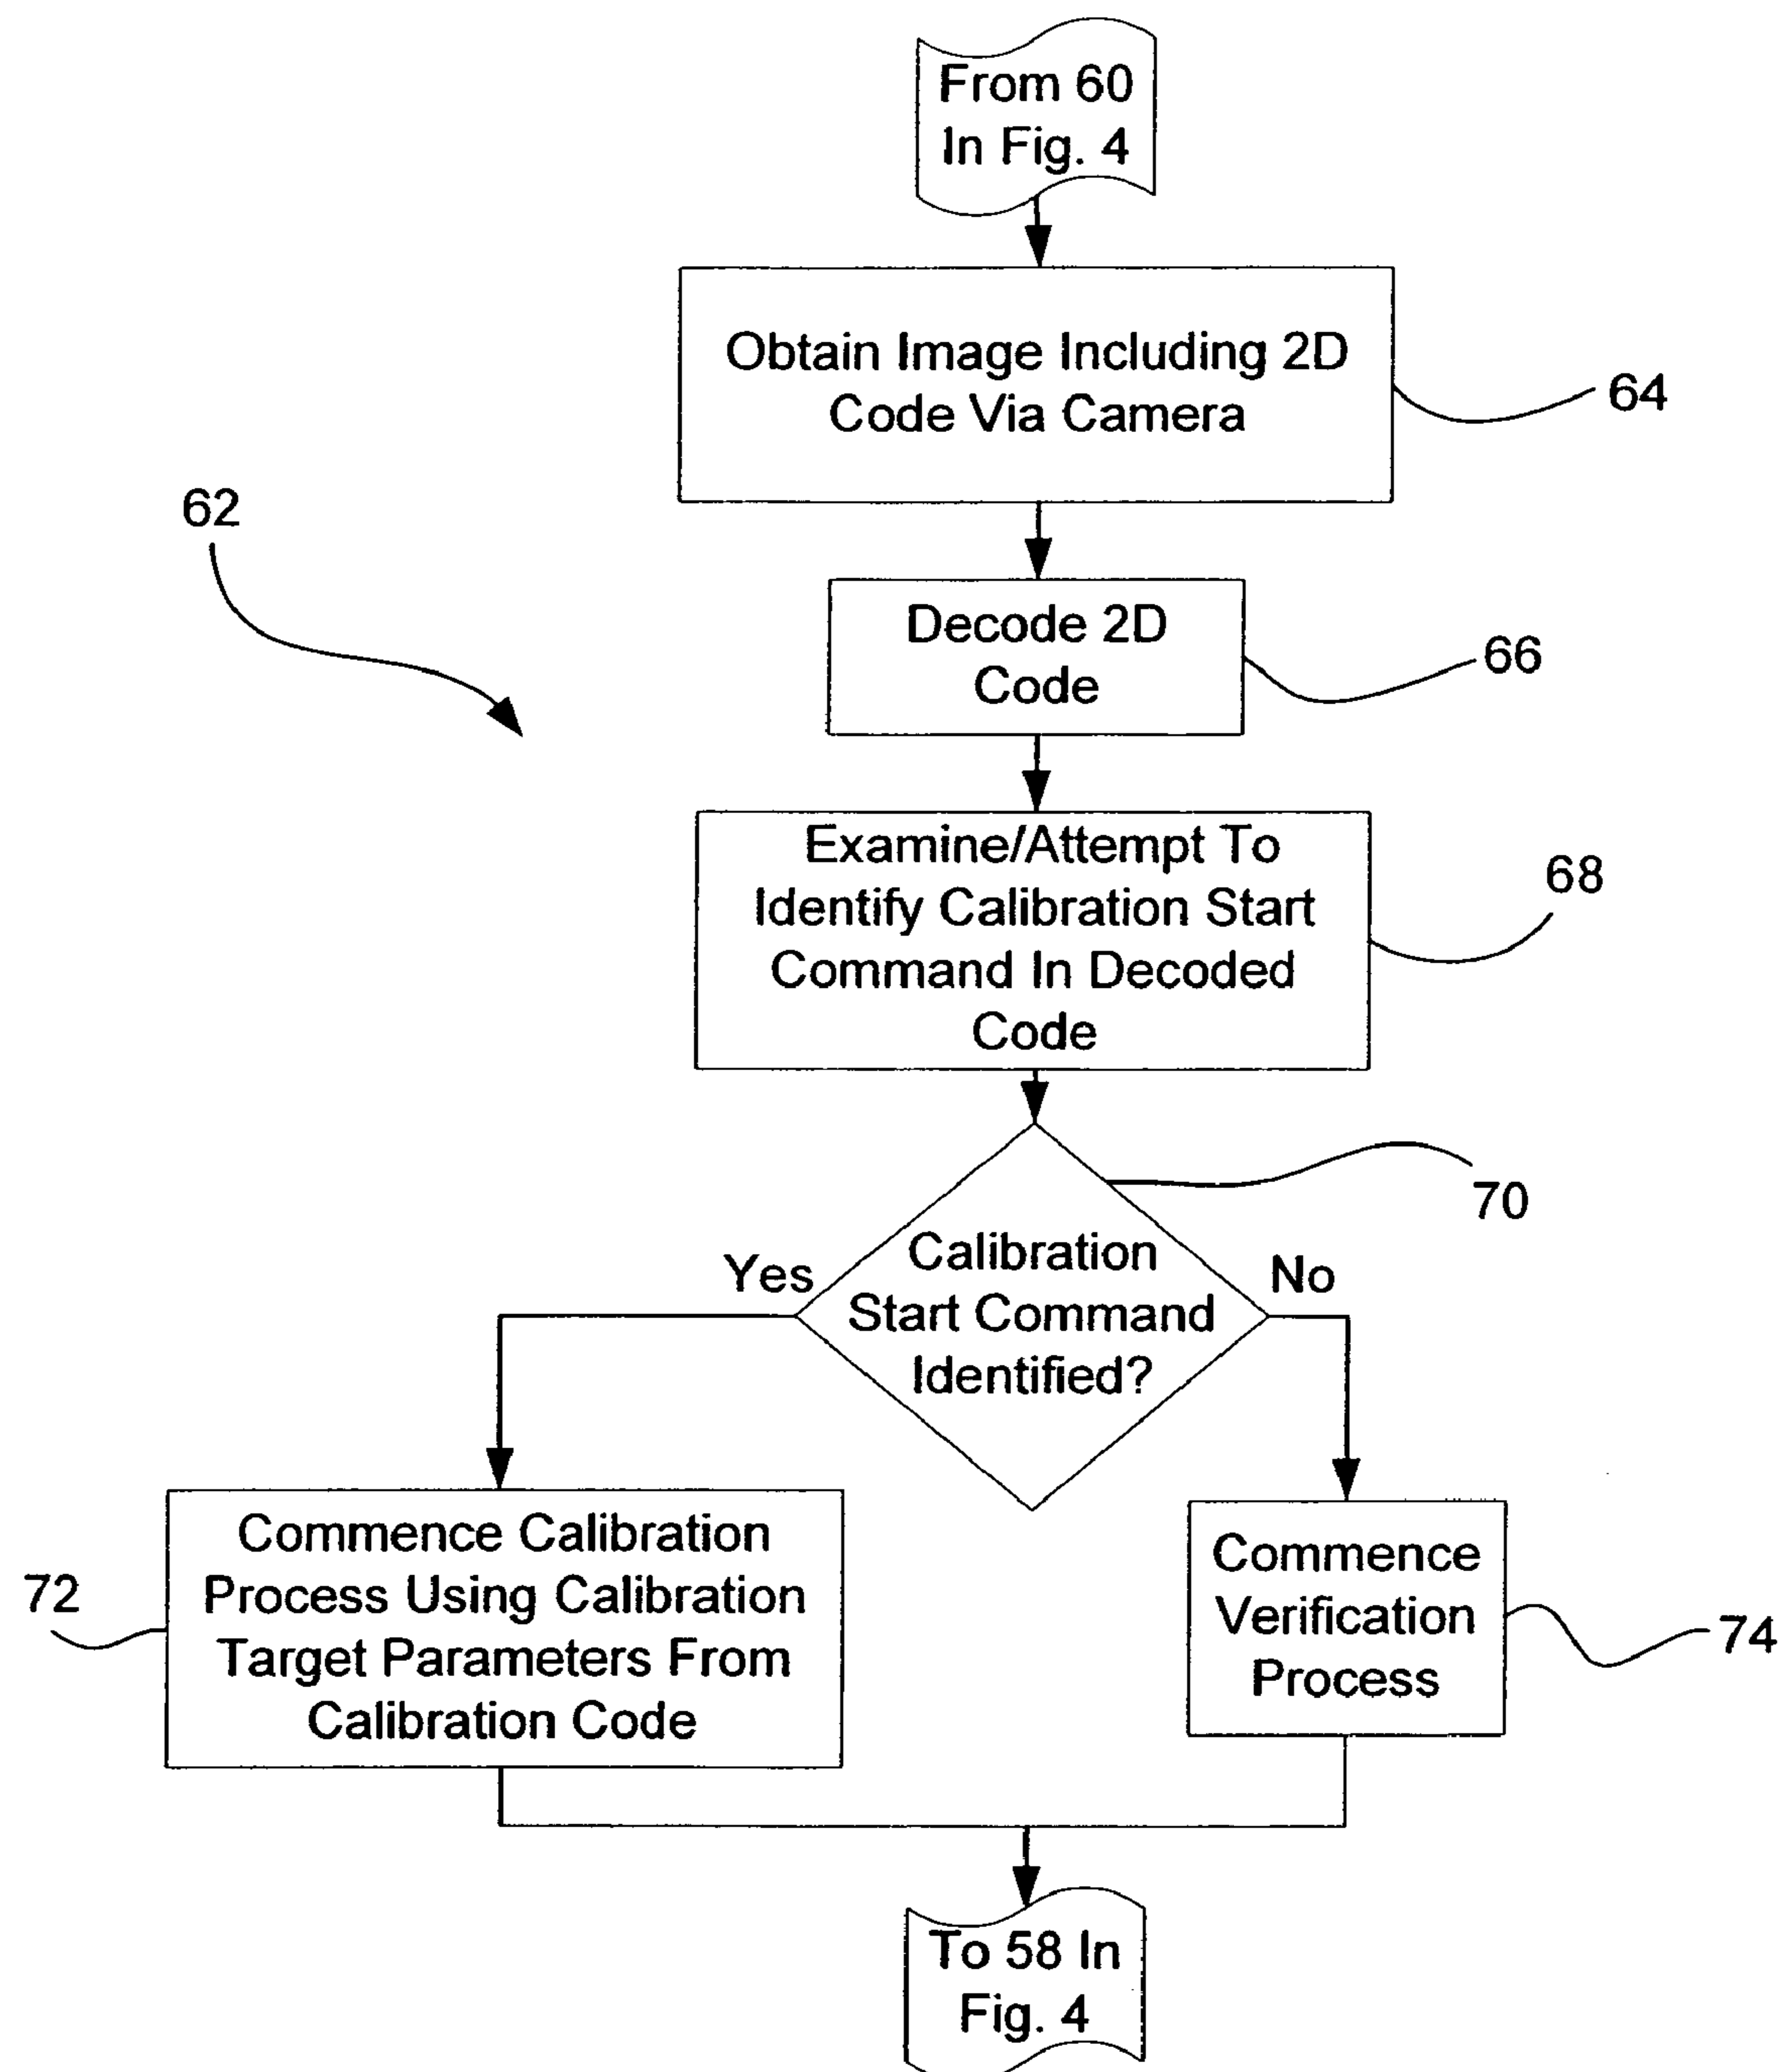 From 60
In Fig. 4
Obtain Image Including 2D
Code Via Camera
64
62
Decode 2D
Code
66
Examine/Attempt To
Identify Calibration Start
Command In Decoded
Code
68
70
Calibration
Start Command
Identified?
Yes
No
Commence Calibration
Process Using Calibration
Target Parameters From
Calibration Code
72
Commence
Verification
Process
74
To 58 In
Fig. 4